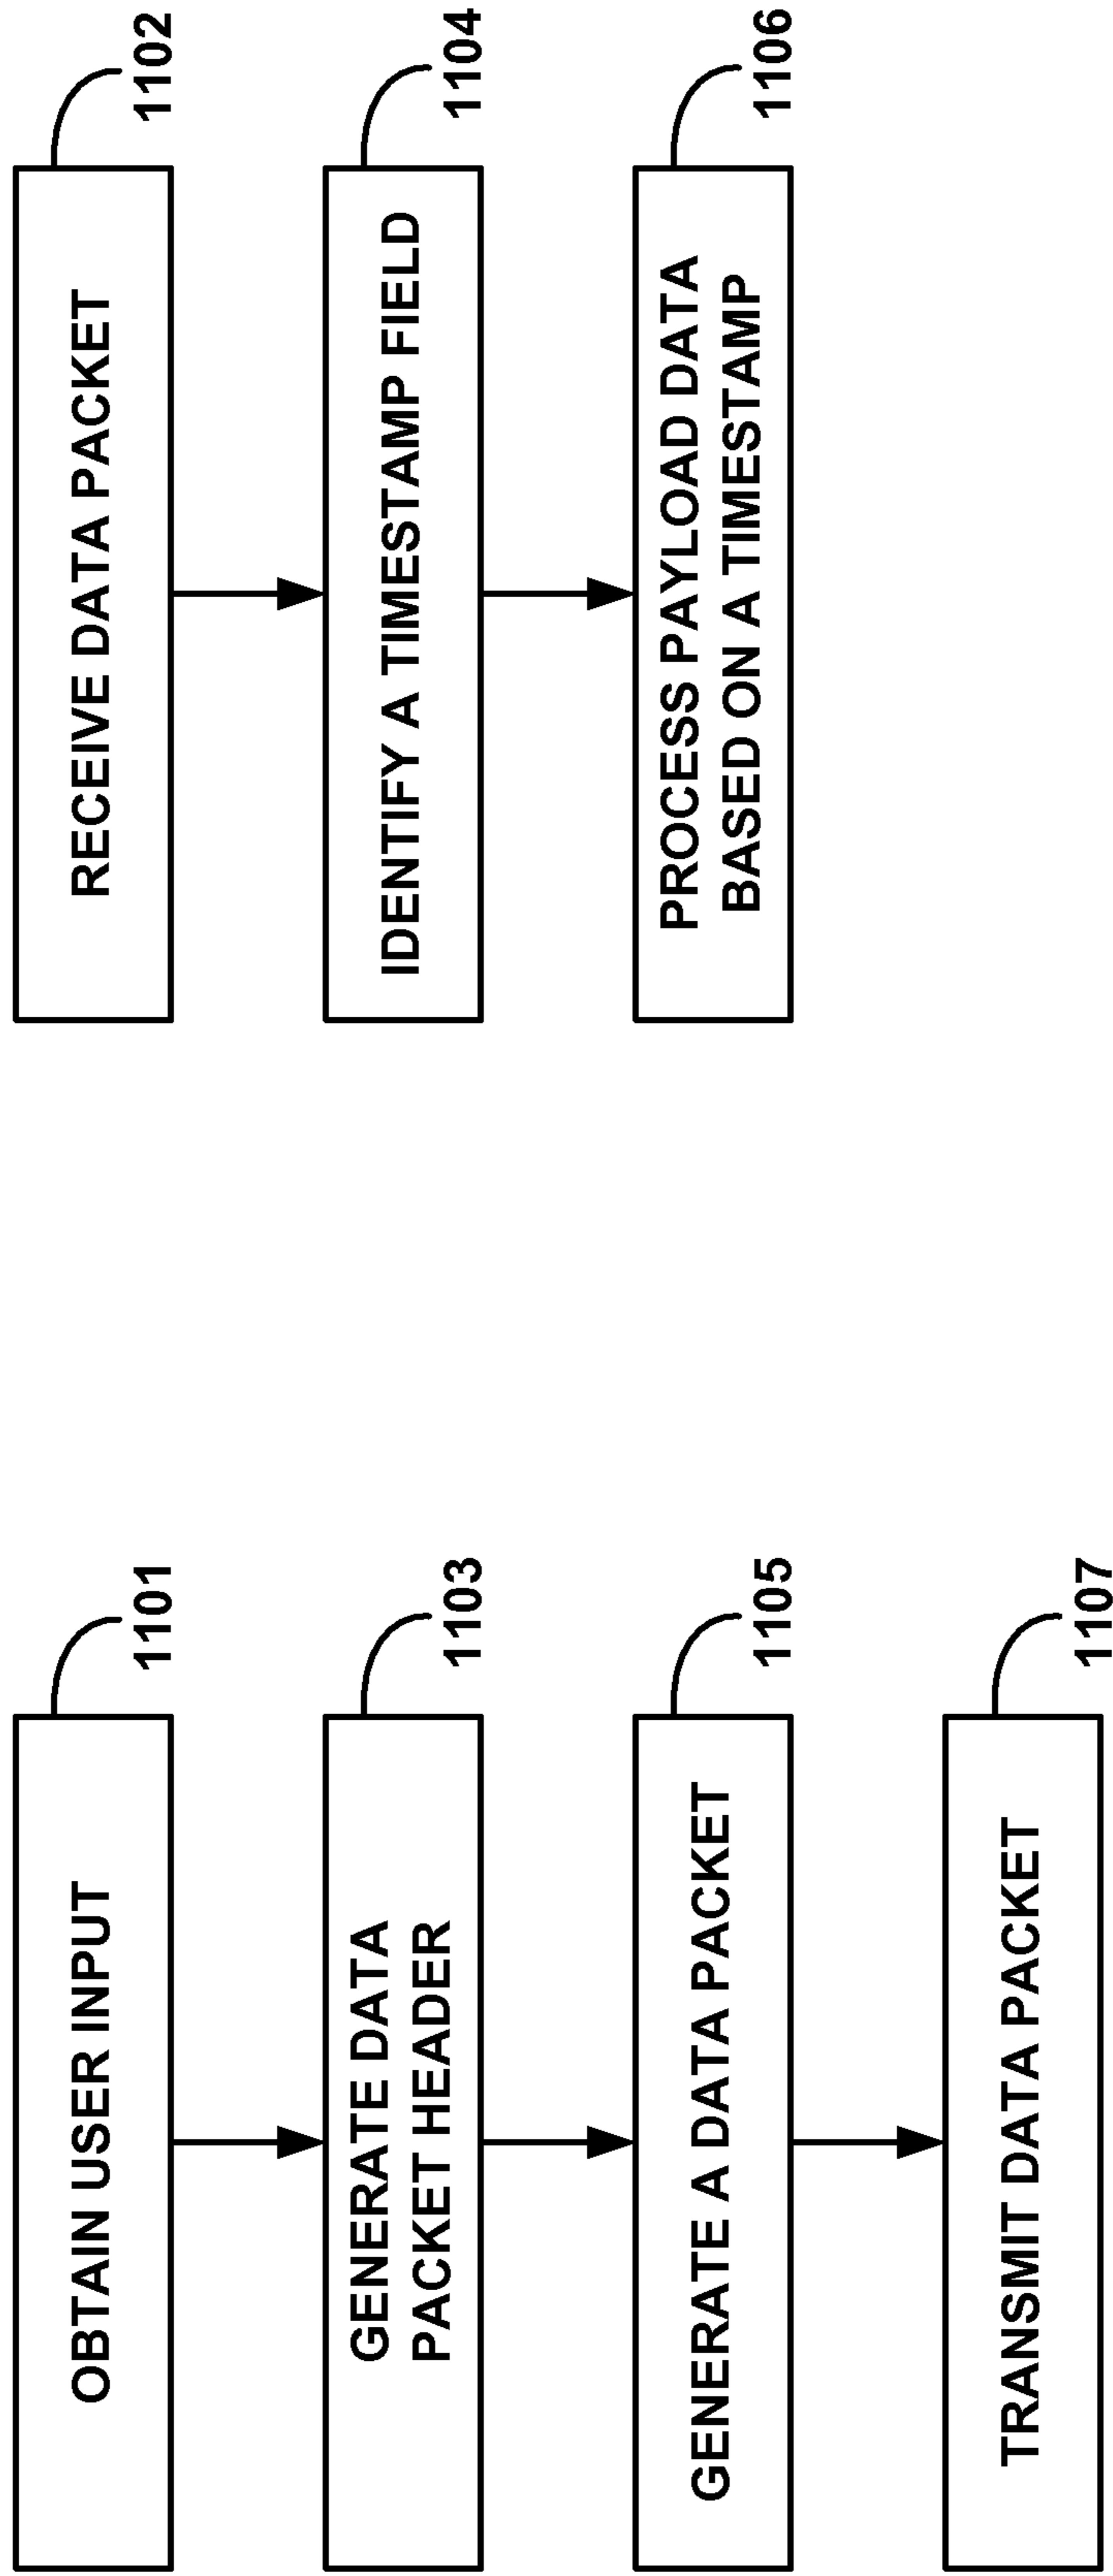 OBTAIN USER INPUT
1101
GENERATE DATA
PACKET HEADER
1103
GENERATE A DATA PACKET
1105
TRANSMIT DATA PACKET
1107
RECEIVE DATA PACKET
1102
IDENTIFY A TIMESTAMP FIELD
1104
PROCESS PAYLOAD DATA
BASED ON A TIMESTAMP
1106